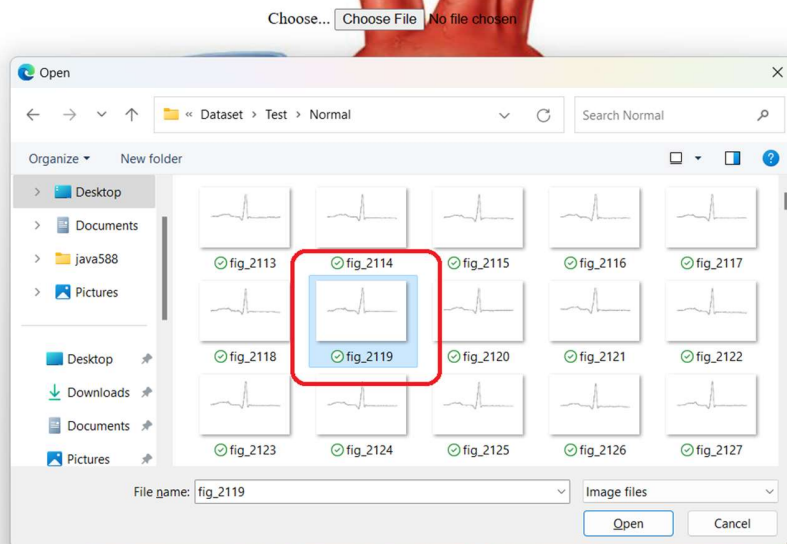 Choose... Choose File No file chosen
Open
« Dataset > Test > Normal
Search Normal
Organize
New folder
Desktop
Documents
java588
Pictures
Desktop
Downloads
Documents
Pictures
fig_2113 fig_2114 fig_2115 fig_2116 fig_2117
fig_2118 fig_2119 fig_2120 fig_2121 fig_2122
fig_2123 fig_2124 fig_2125 fig_2126 fig_2127
File name: fig_2119
Image files
Open Cancel